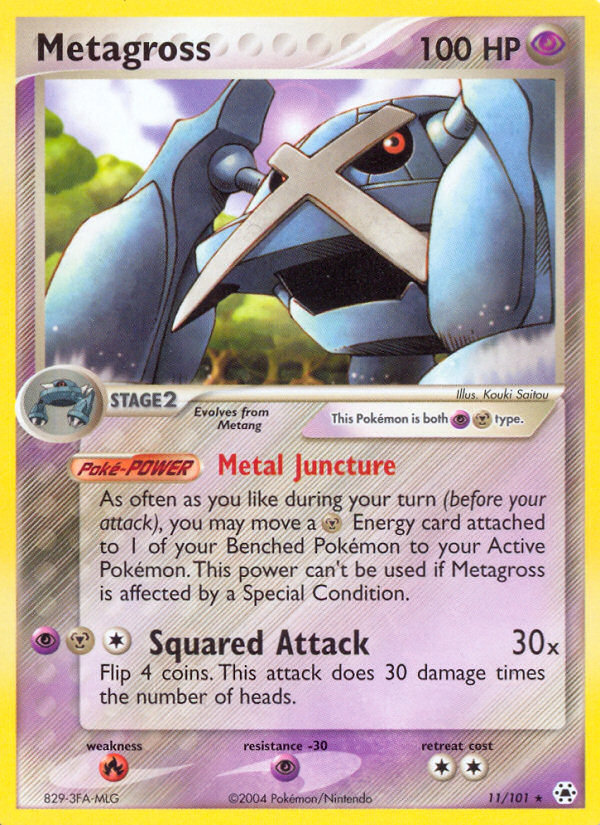 Metagross
100 HP
Illus. Kouki Saitou
STAGE2
Evolves from
Metang
This Pokémon is both type.
Poké-POWER Metal Juncture
As often as you like during your turn (before your
attack), you may move a Energy card attached
to 1 of your Benched Pokémon to your Active
Pokémon. This power can't be used if Metagross
is affected by a Special Condition.
Squared Attack 30x
Flip 4 coins. This attack does 30 damage times
the number of heads.
weakness
resistance -30
retreat cost
829-3FA-MLG
©2004 Pokémon/Nintendo
11/101 ★